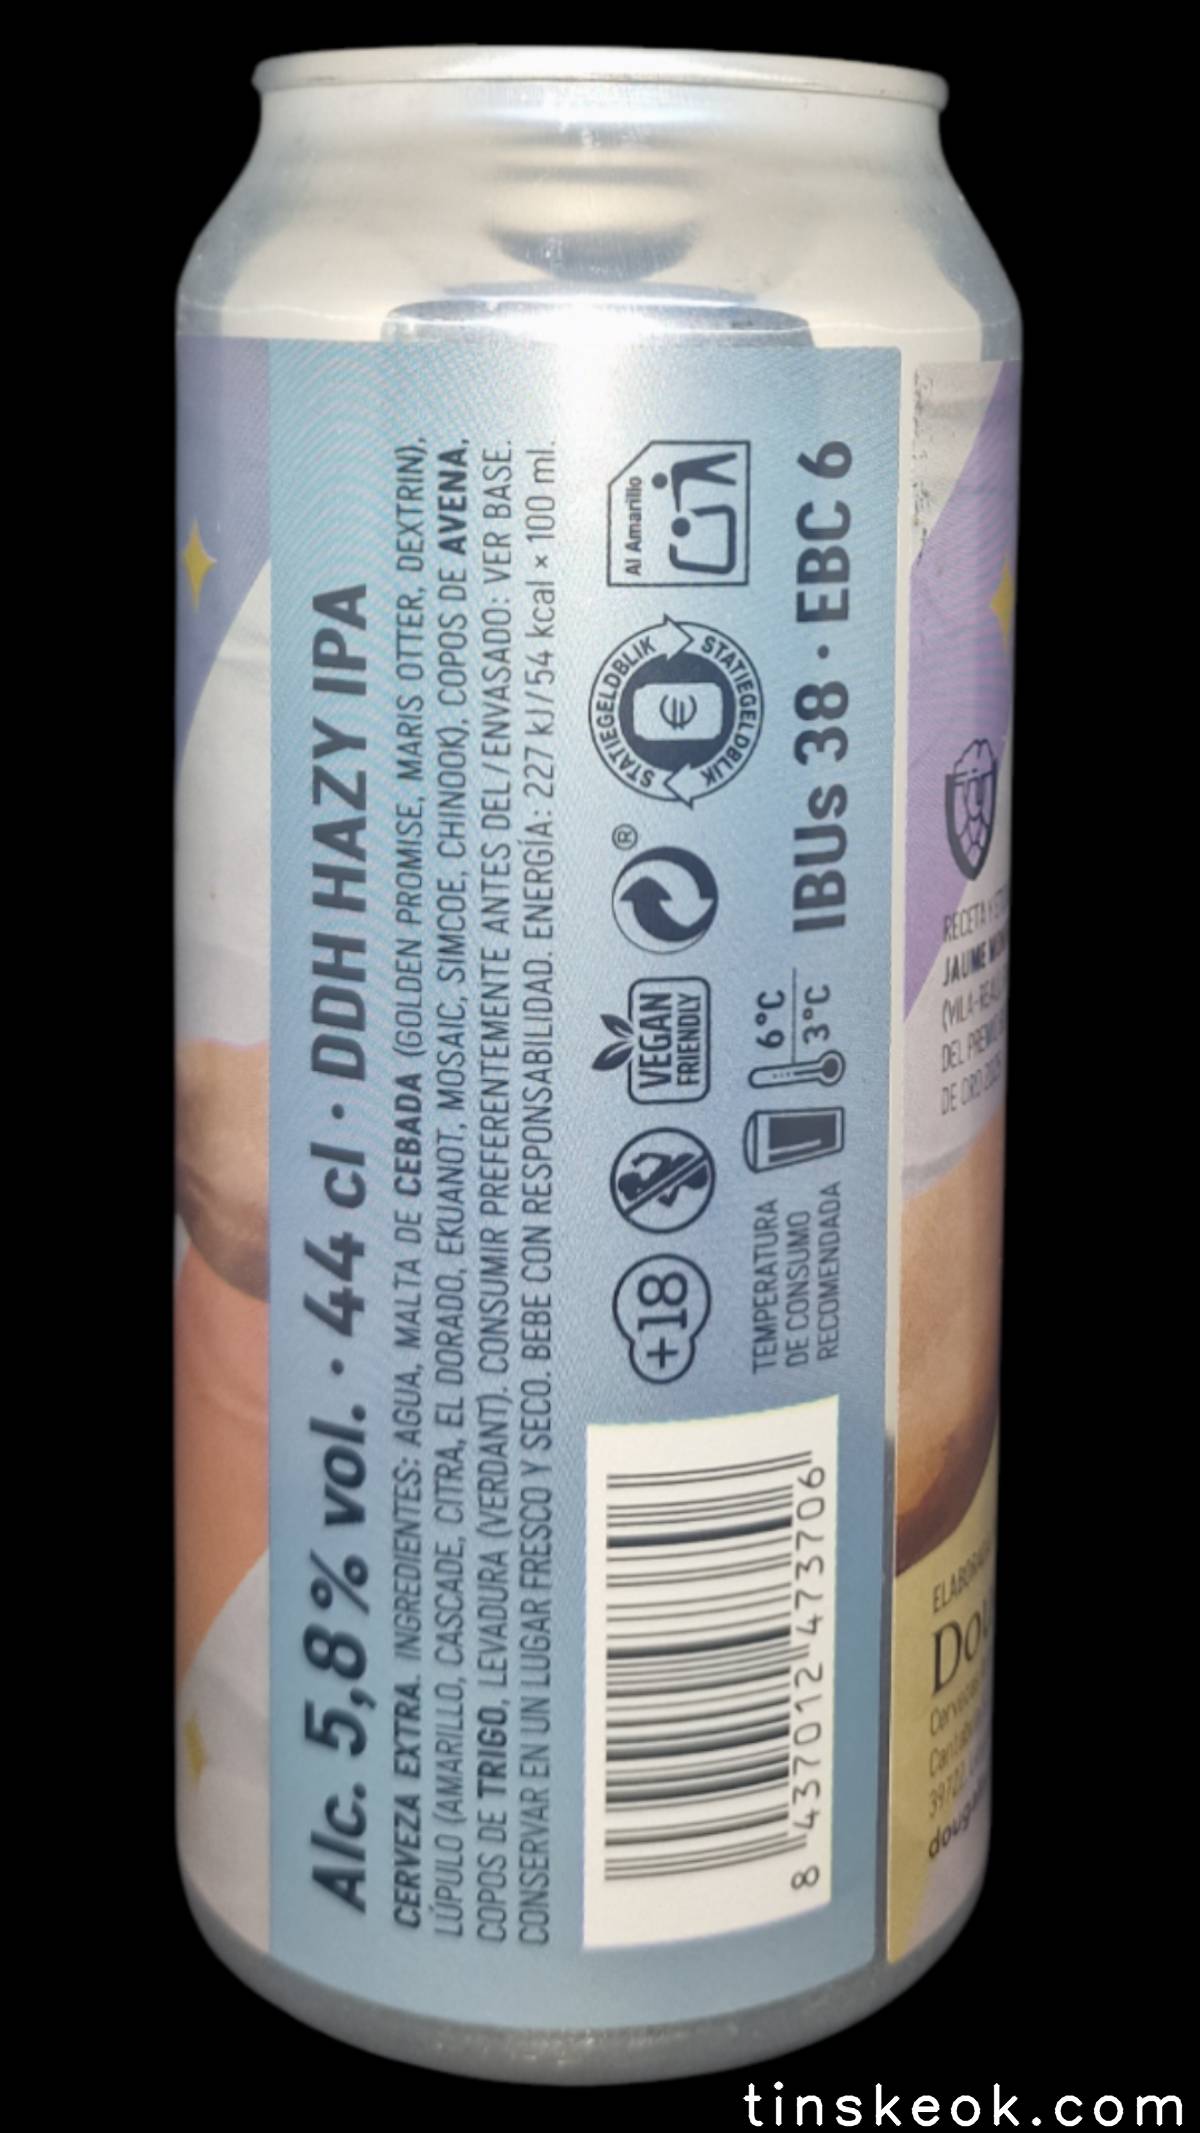 Alc. 5,8% vol. · 44 cl · DDH HAZY IPA
CERVEZA EXTRA. INGREDIENTES: AGUA, MALTA DE CEBADA (GOLDEN PROMISE, MARIS OTTER, DEXTRIN),
LÚPULO (AMARILLO, CASCADE, CITRA, EL DORADO, EKUANOT, MOSAIC, SIMCOE, CHINOOK), COPOS DE AVENA,
COPOS DE TRIGO, LEVADURA (VERDANT). CONSUMIR PREFERENTEMENTE ANTES DEL/ENVASADO: VER BASE.
CONSERVAR EN UN LUGAR FRESCO Y SECO. BEBE CON RESPONSABILIDAD. ENERGÍA: 227 kJ/54 kcal × 100 ml.
+18
VEGAN
FRIENDLY
®
STATIEGELDBLIK
STATIEGELDBLIK
€
Al Amarillo
TEMPERATURA
DE CONSUMO
RECOMENDADA
6°C
3°C
IBUs 38 · EBC 6
8 437012 473706
RECETA Y
JAUME
(VILA-REAL
DEL PREMIO
DE ORO
39722
tinskeok.com